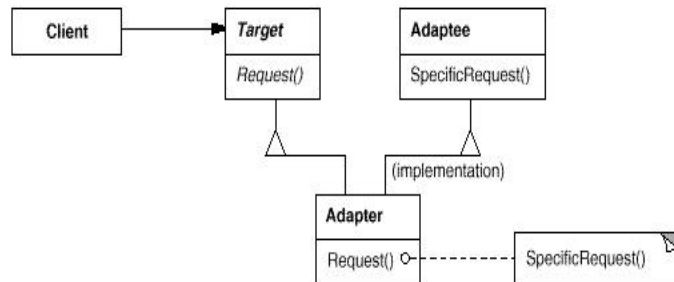 Client
Target
Request()
Adaptee
SpecificRequest()
(implementation)
Adapter
Request()
SpecificRequest()